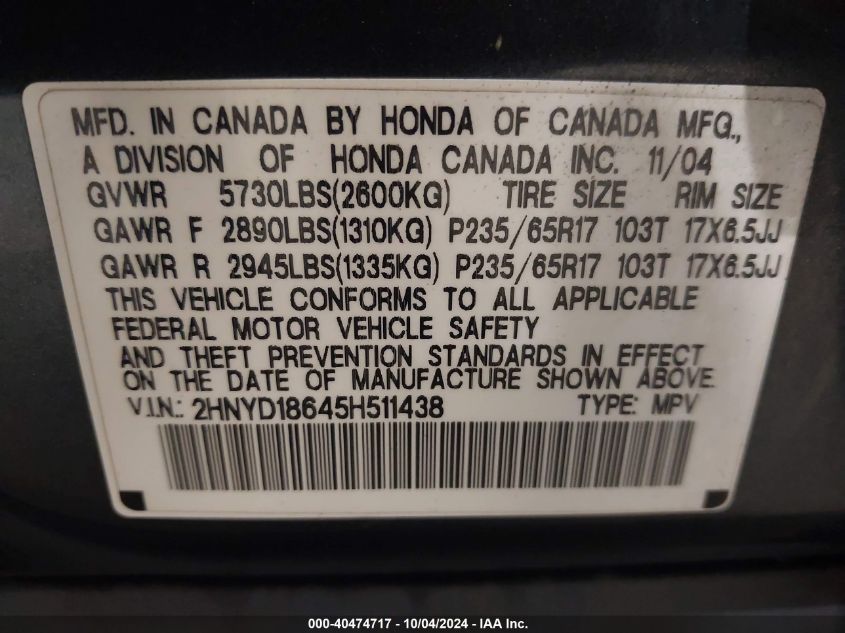 MFD. IN CANADA BY HONDA OF CANADA MFG.,
A DIVISION OF HONDA CANADA INC. 11/04
GVWR 5730LBS(2600KG) TIRE SIZE RIM SIZE
GAWR F 2890LBS(1310KG) P235/65R17 103T 17X6.5JJ
GAWR R 2945LBS(1335KG) P235/65R17 103T 17X6.5JJ
THIS VEHICLE CONFORMS TO ALL APPLICABLE
FEDERAL MOTOR VEHICLE SAFETY
AND THEFT PREVENTION STANDARDS IN EFFECT
ON THE DATE OF MANUFACTURE SHOWN ABOVE.
V.I.N.: 2HNYD18645H511438 TYPE: MPV
000-40474717 - 10/04/2024 - IAA Inc.